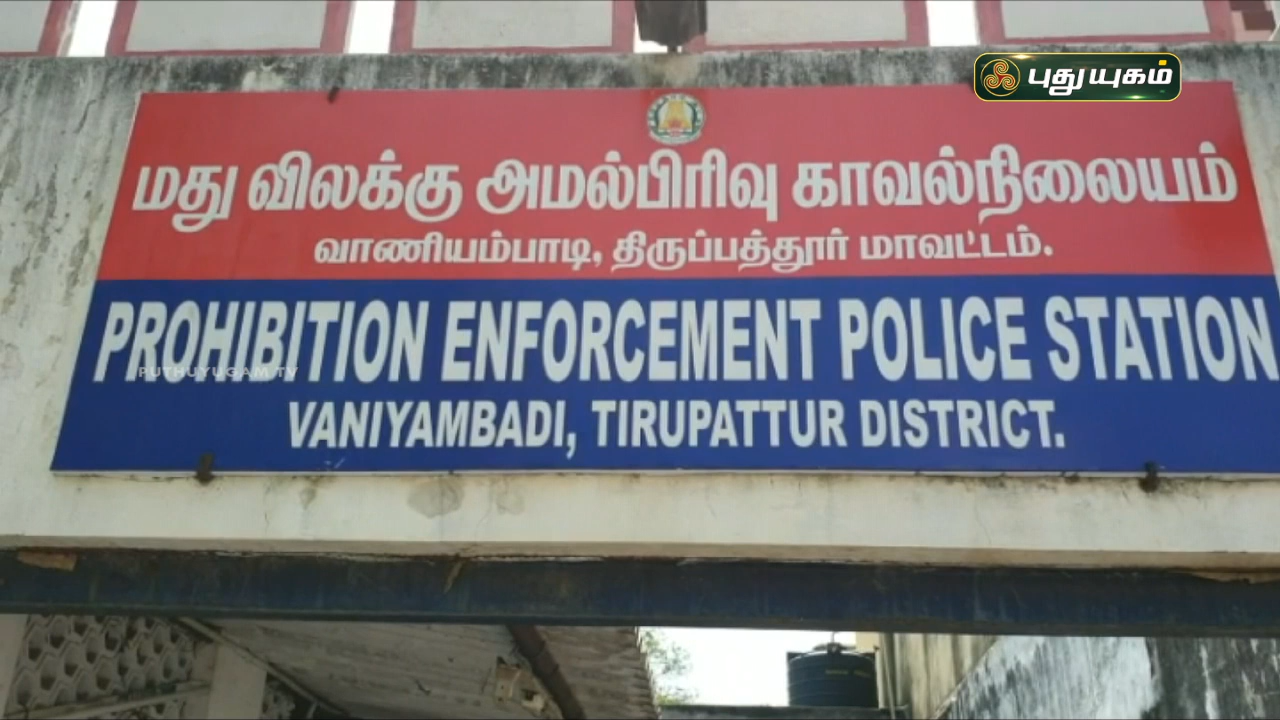 புதுயுகம்
மது விலக்கு அமல்பிரிவு காவல்நிலையம்
வாணியம்பாடி, திருப்பத்தூர் மாவட்டம்.
PROHIBITION ENFORCEMENT POLICE STATION
PUTHUYUGAM TV
VANIYAMBADI, TIRUPATTUR DISTRICT.